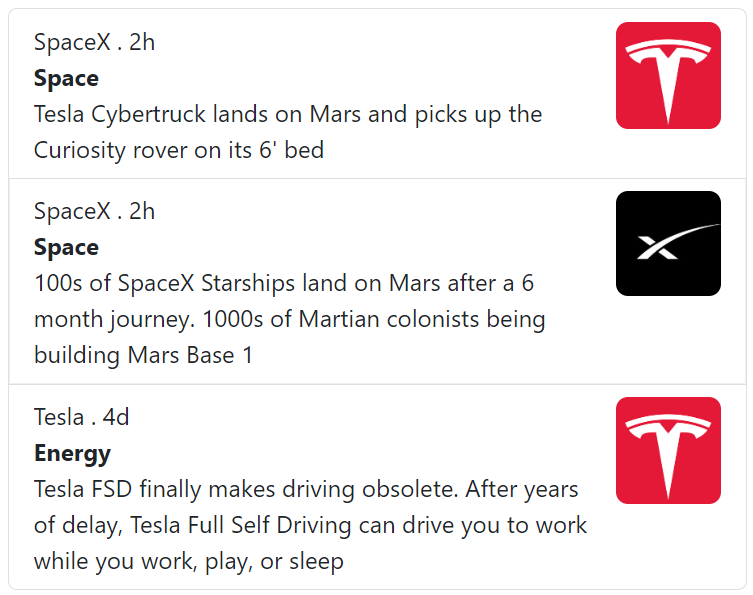 SpaceX . 2h
Space
Tesla Cybertruck lands on Mars and picks up the
Curiosity rover on its 6' bed
SpaceX . 2h
Space
100s of SpaceX Starships land on Mars after a 6
month journey. 1000s of Martian colonists being
building Mars Base 1
Tesla . 4d
Energy
Tesla FSD finally makes driving obsolete. After years
of delay, Tesla Full Self Driving can drive you to work
while you work, play, or sleep